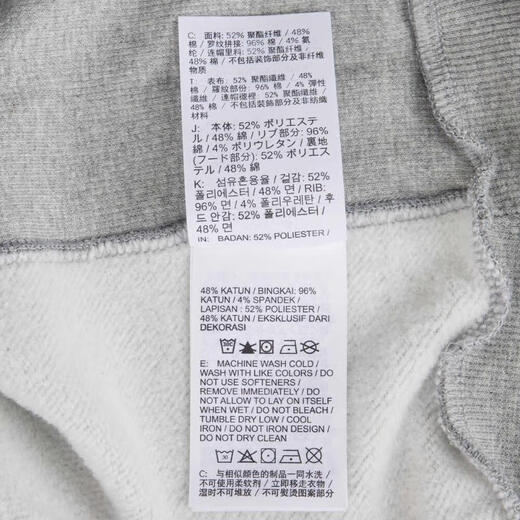 C: 面料: 52% 聚酯纤维 / 48%
棉 / 罗纹拼接: 96% 棉 / 4% 氨
纶 / 连帽里料: 52% 聚酯纤维 /
48% 棉 / 不包括装饰部分及非纤维
物质
T: 表布: 52% 聚酯纖維 / 48%
棉 / 羅紋部份: 96% 棉 / 4% 彈性
纖維 / 連帽襯裡: 52% 聚酯纖維 /
48% 棉 / 不包括裝飾部分及非紡織
材料
J: 本体: 52% ポリエステ
ル / 48% 綿 / リブ部分: 96%
綿 / 4% ポリウレタン / 裏地
(フード部分): 52% ポリエス
テル / 48% 綿
K: 섬유혼용율 / 겉감: 52%
폴리에스터 / 48% 면 / RIB:
96% 면 / 4% 폴리우레탄 / 후
드 안감: 52% 폴리에스터 /
48% 면
IN: BADAN: 52% POLIESTER /
48% KATUN / BINGKAI: 96%
KATUN / 4% SPANDEK /
LAPISAN : 52% POLIESTER /
48% KATUN / EKSKLUSIF DARI
DEKORASI
E: MACHINE WASH COLD /
WASH WITH LIKE COLORS / DO
NOT USE SOFTENERS /
REMOVE IMMEDIATELY / DO
NOT ALLOW TO LAY ON ITSELF
WHEN WET / DO NOT BLEACH /
TUMBLE DRY LOW / COOL
IRON / DO NOT IRON DESIGN /
DO NOT DRY CLEAN
C: 与相似颜色的制品一同水洗 /
不可使用柔软剂 / 立即移走衣物 /
湿时不可堆放 / 不可熨烫图案部分 /